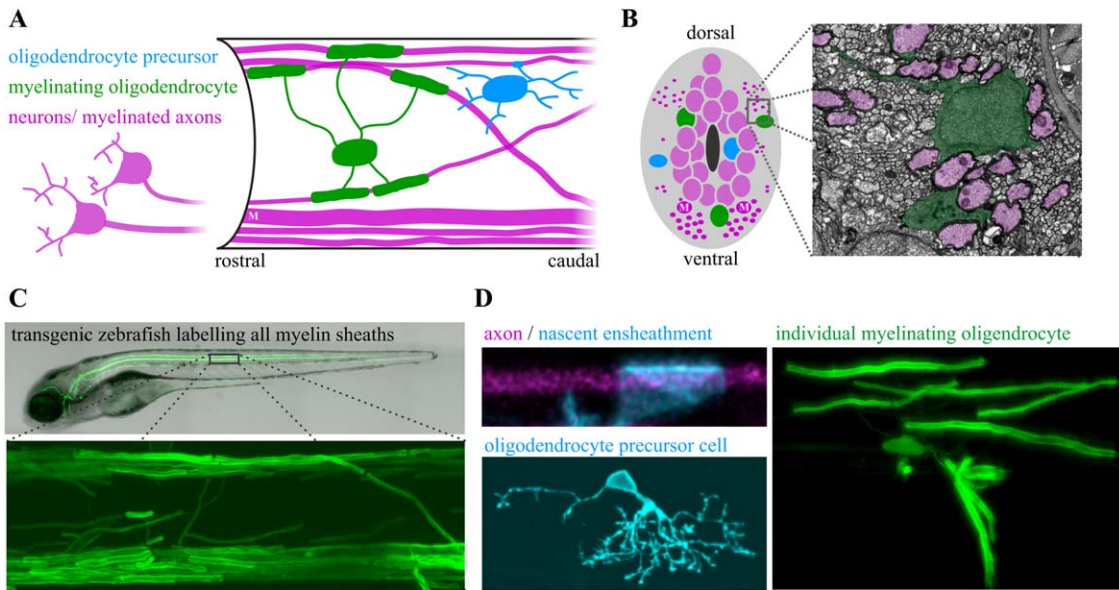 A
oligodendrocyte precursor
myelinating oligodendrocyte
neurons/ myelinated axons
M
rostral
caudal
B
dorsal
M
M
ventral
C
transgenic zebrafish labelling all myelin sheaths
D
axon / nascent ensheathment
oligodendrocyte precursor cell
individual myelinating oligendrocyte